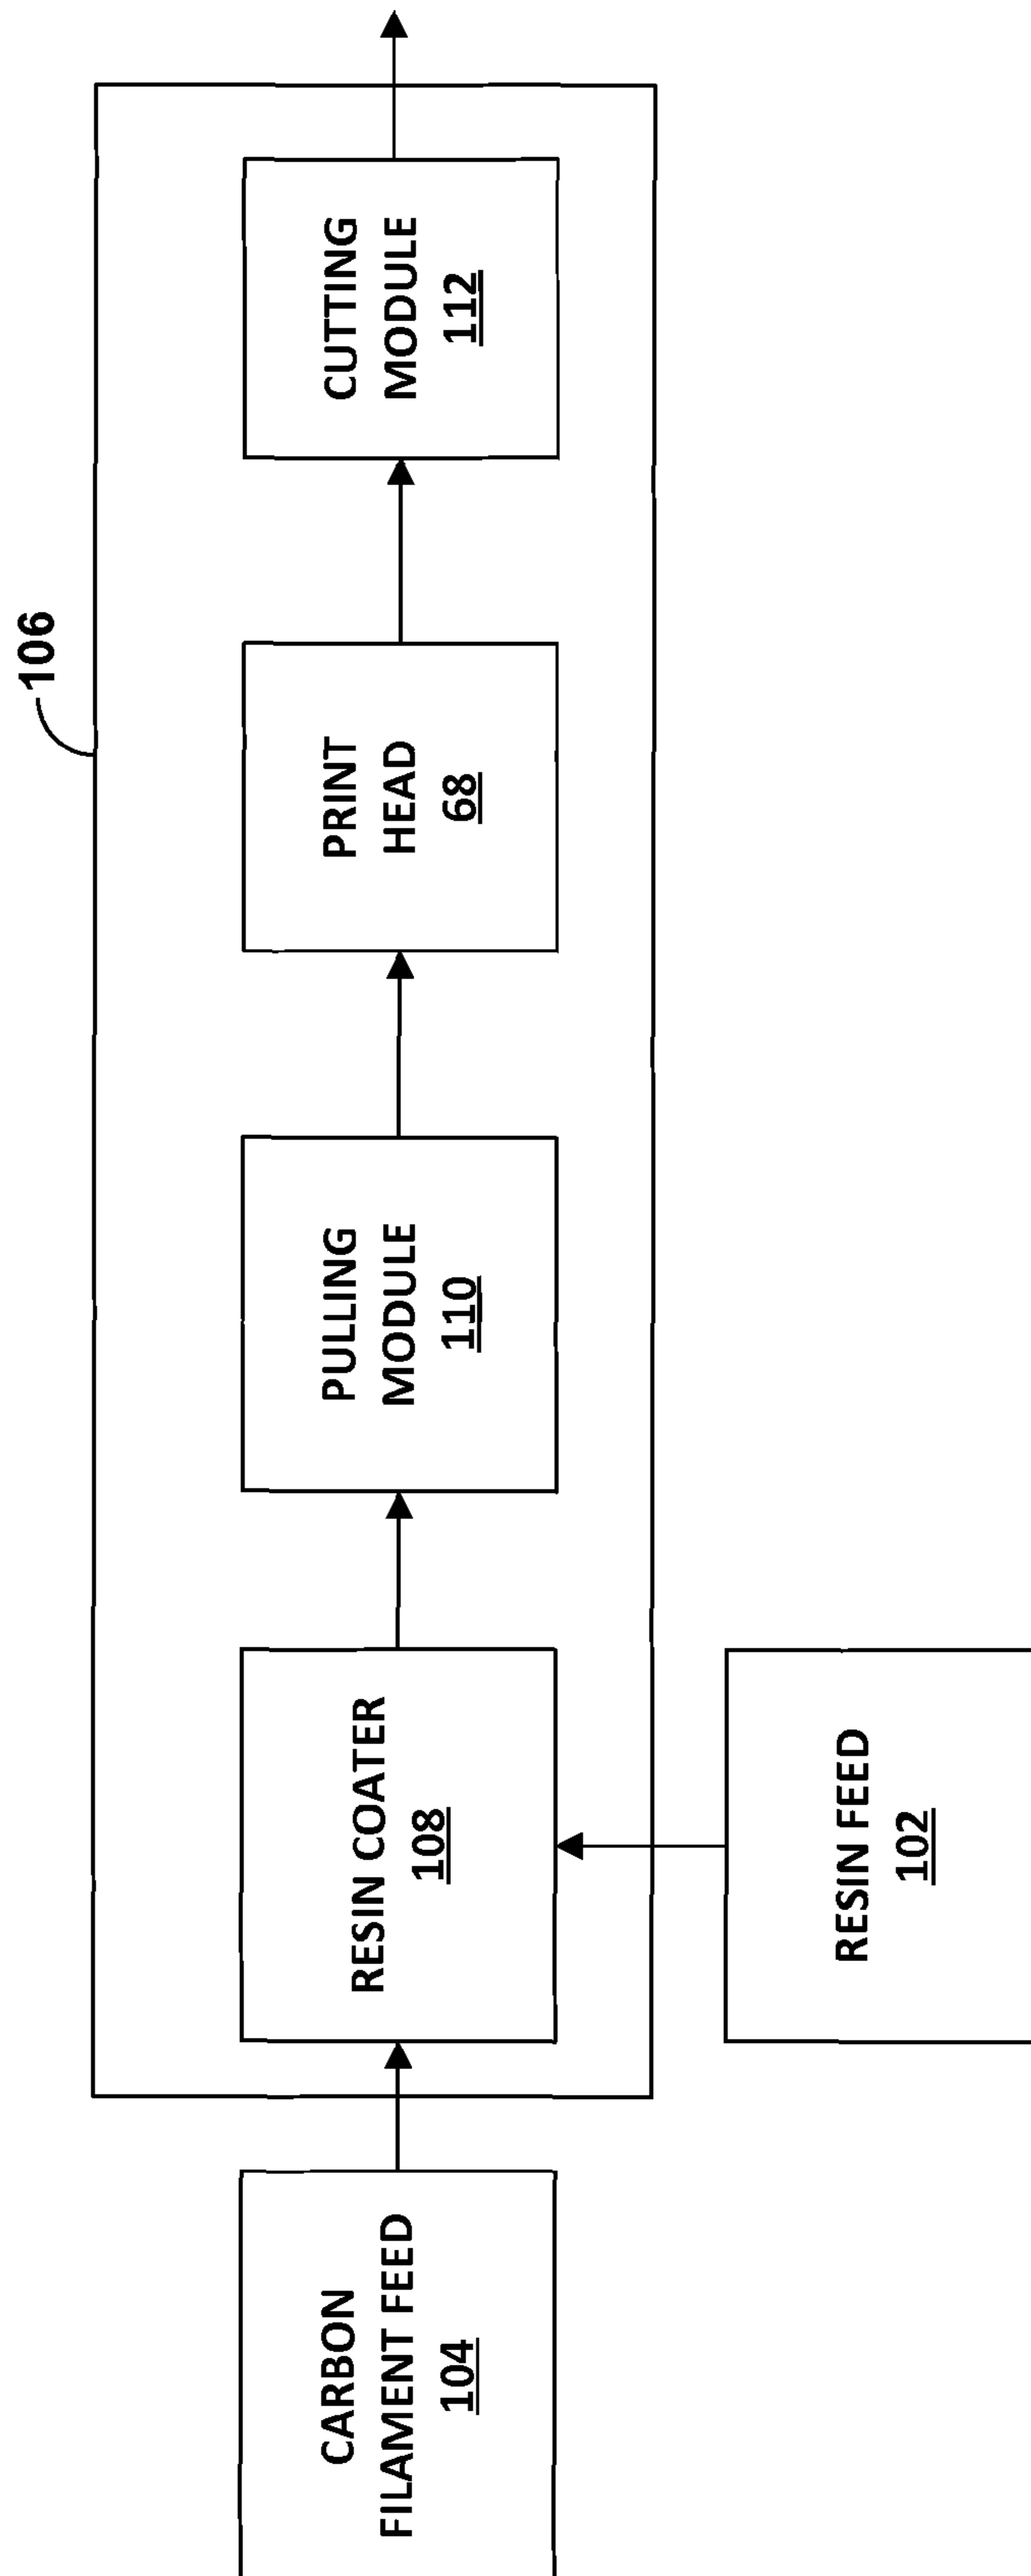 106
CARBON
FILAMENT FEED
104
RESIN COATER
108
PULLING
MODULE
110
PRINT
HEAD
68
CUTTING
MODULE
112
RESIN FEED
102